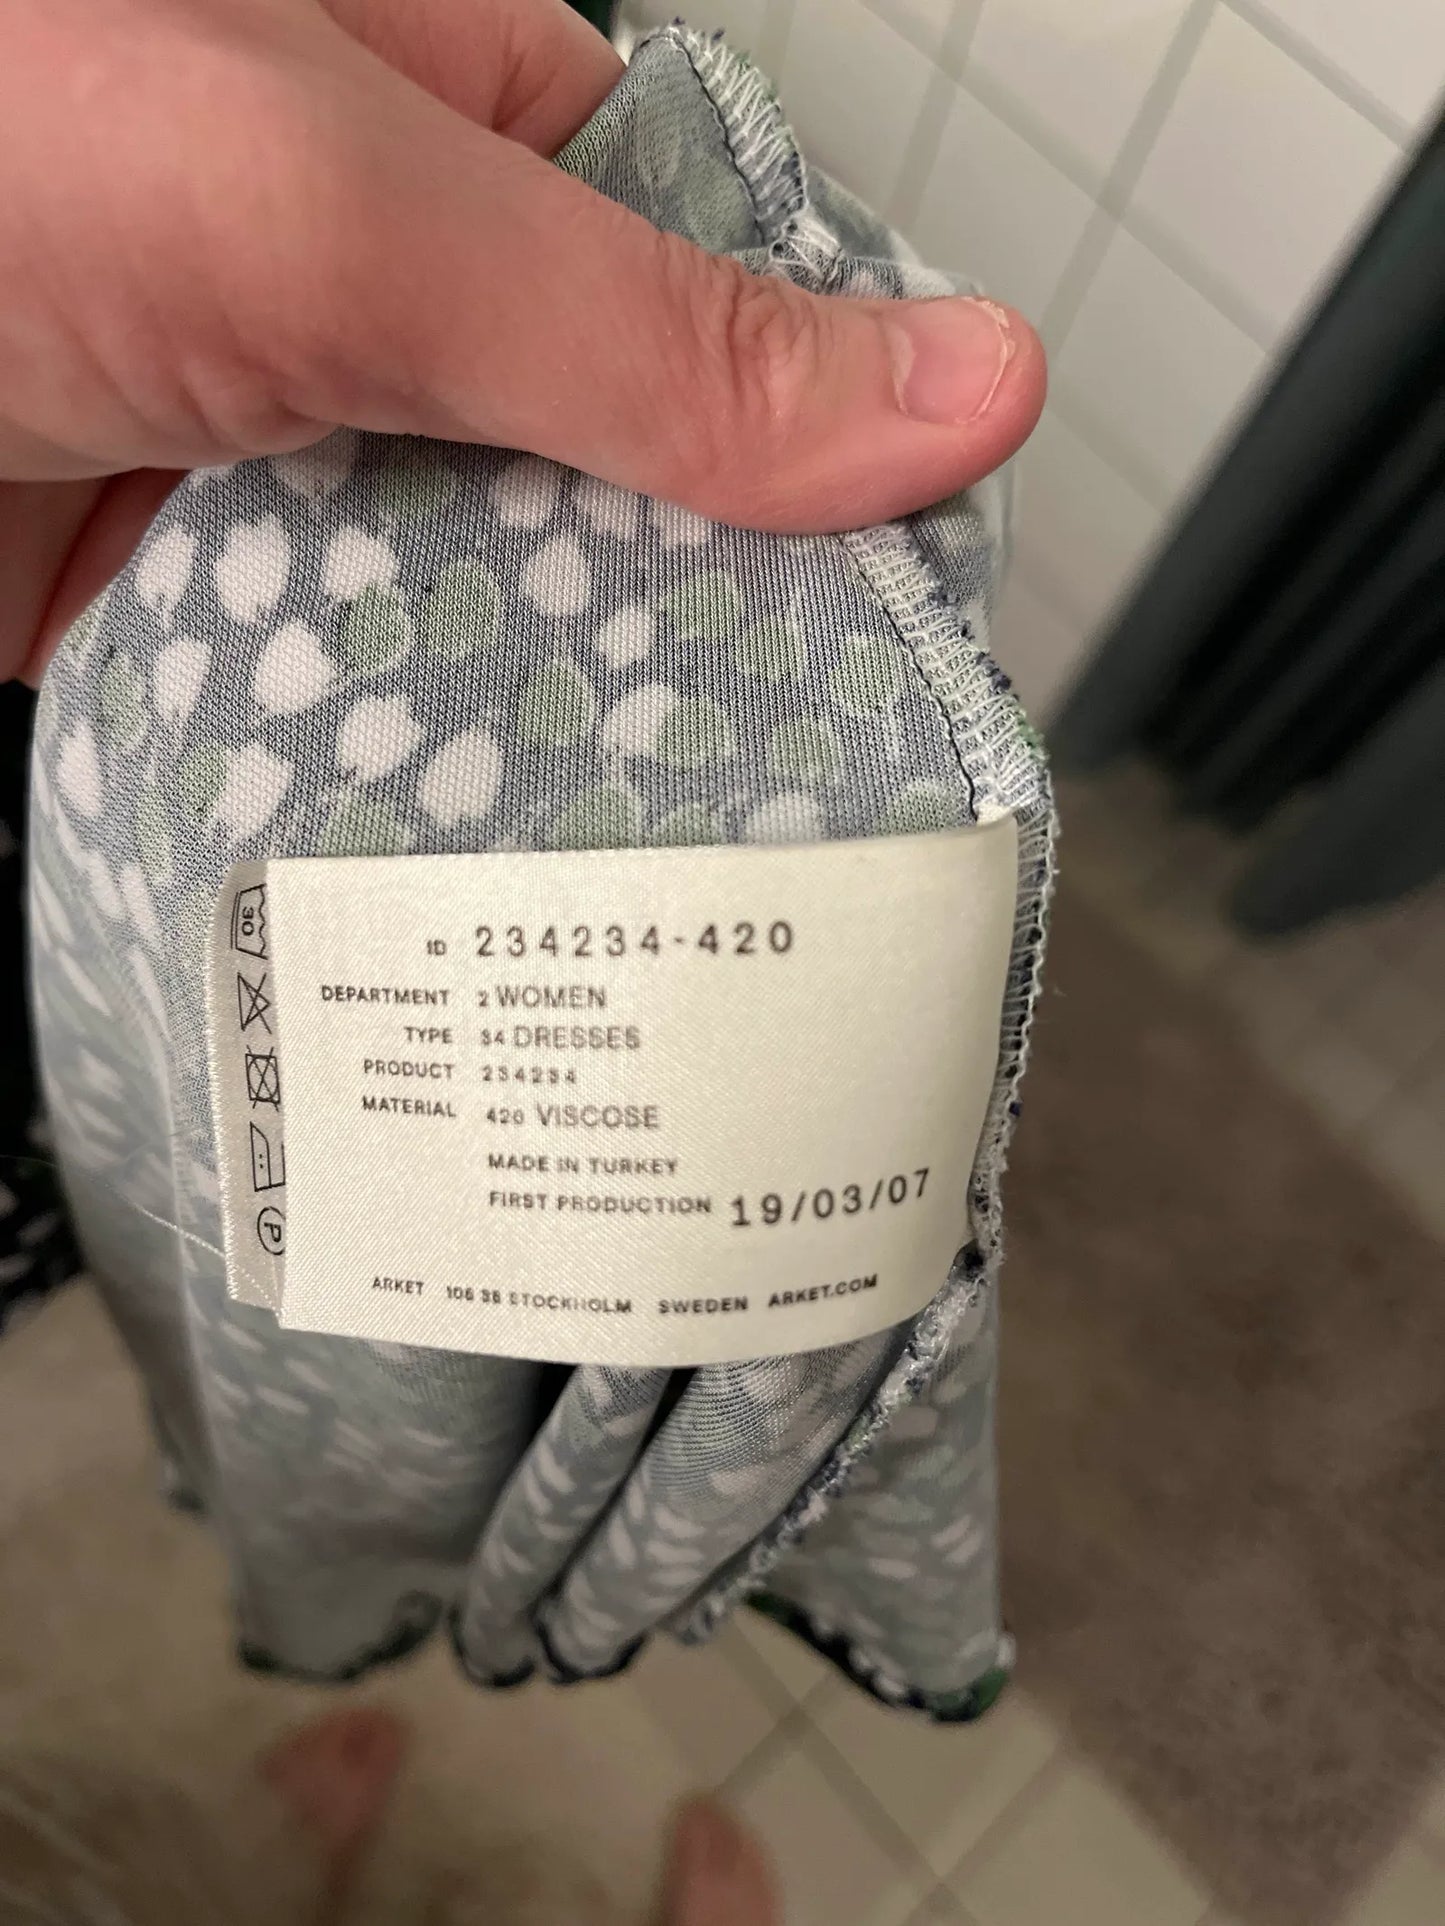 ID 234234-420
DEPARTMENT 2 WOMEN
TYPE 34 DRESSES
PRODUCT 234234
MATERIAL 420 VISCOSE
MADE IN TURKEY
FIRST PRODUCTION 19/03/07
ARKET 106 38 STOCKHOLM SWEDEN ARKET.COM
30
P